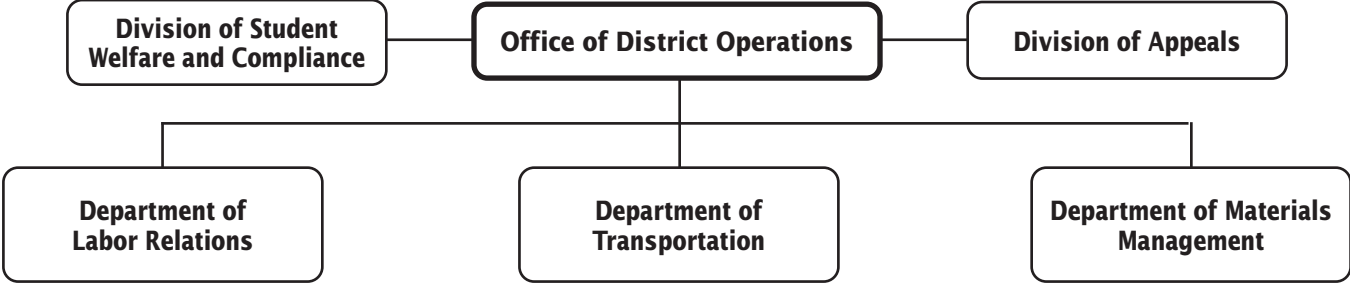 Division of Student
Welfare and Compliance
Office of District Operations
Division of Appeals
Department of
Labor Relations
Department of
Transportation
Department of Materials
Management